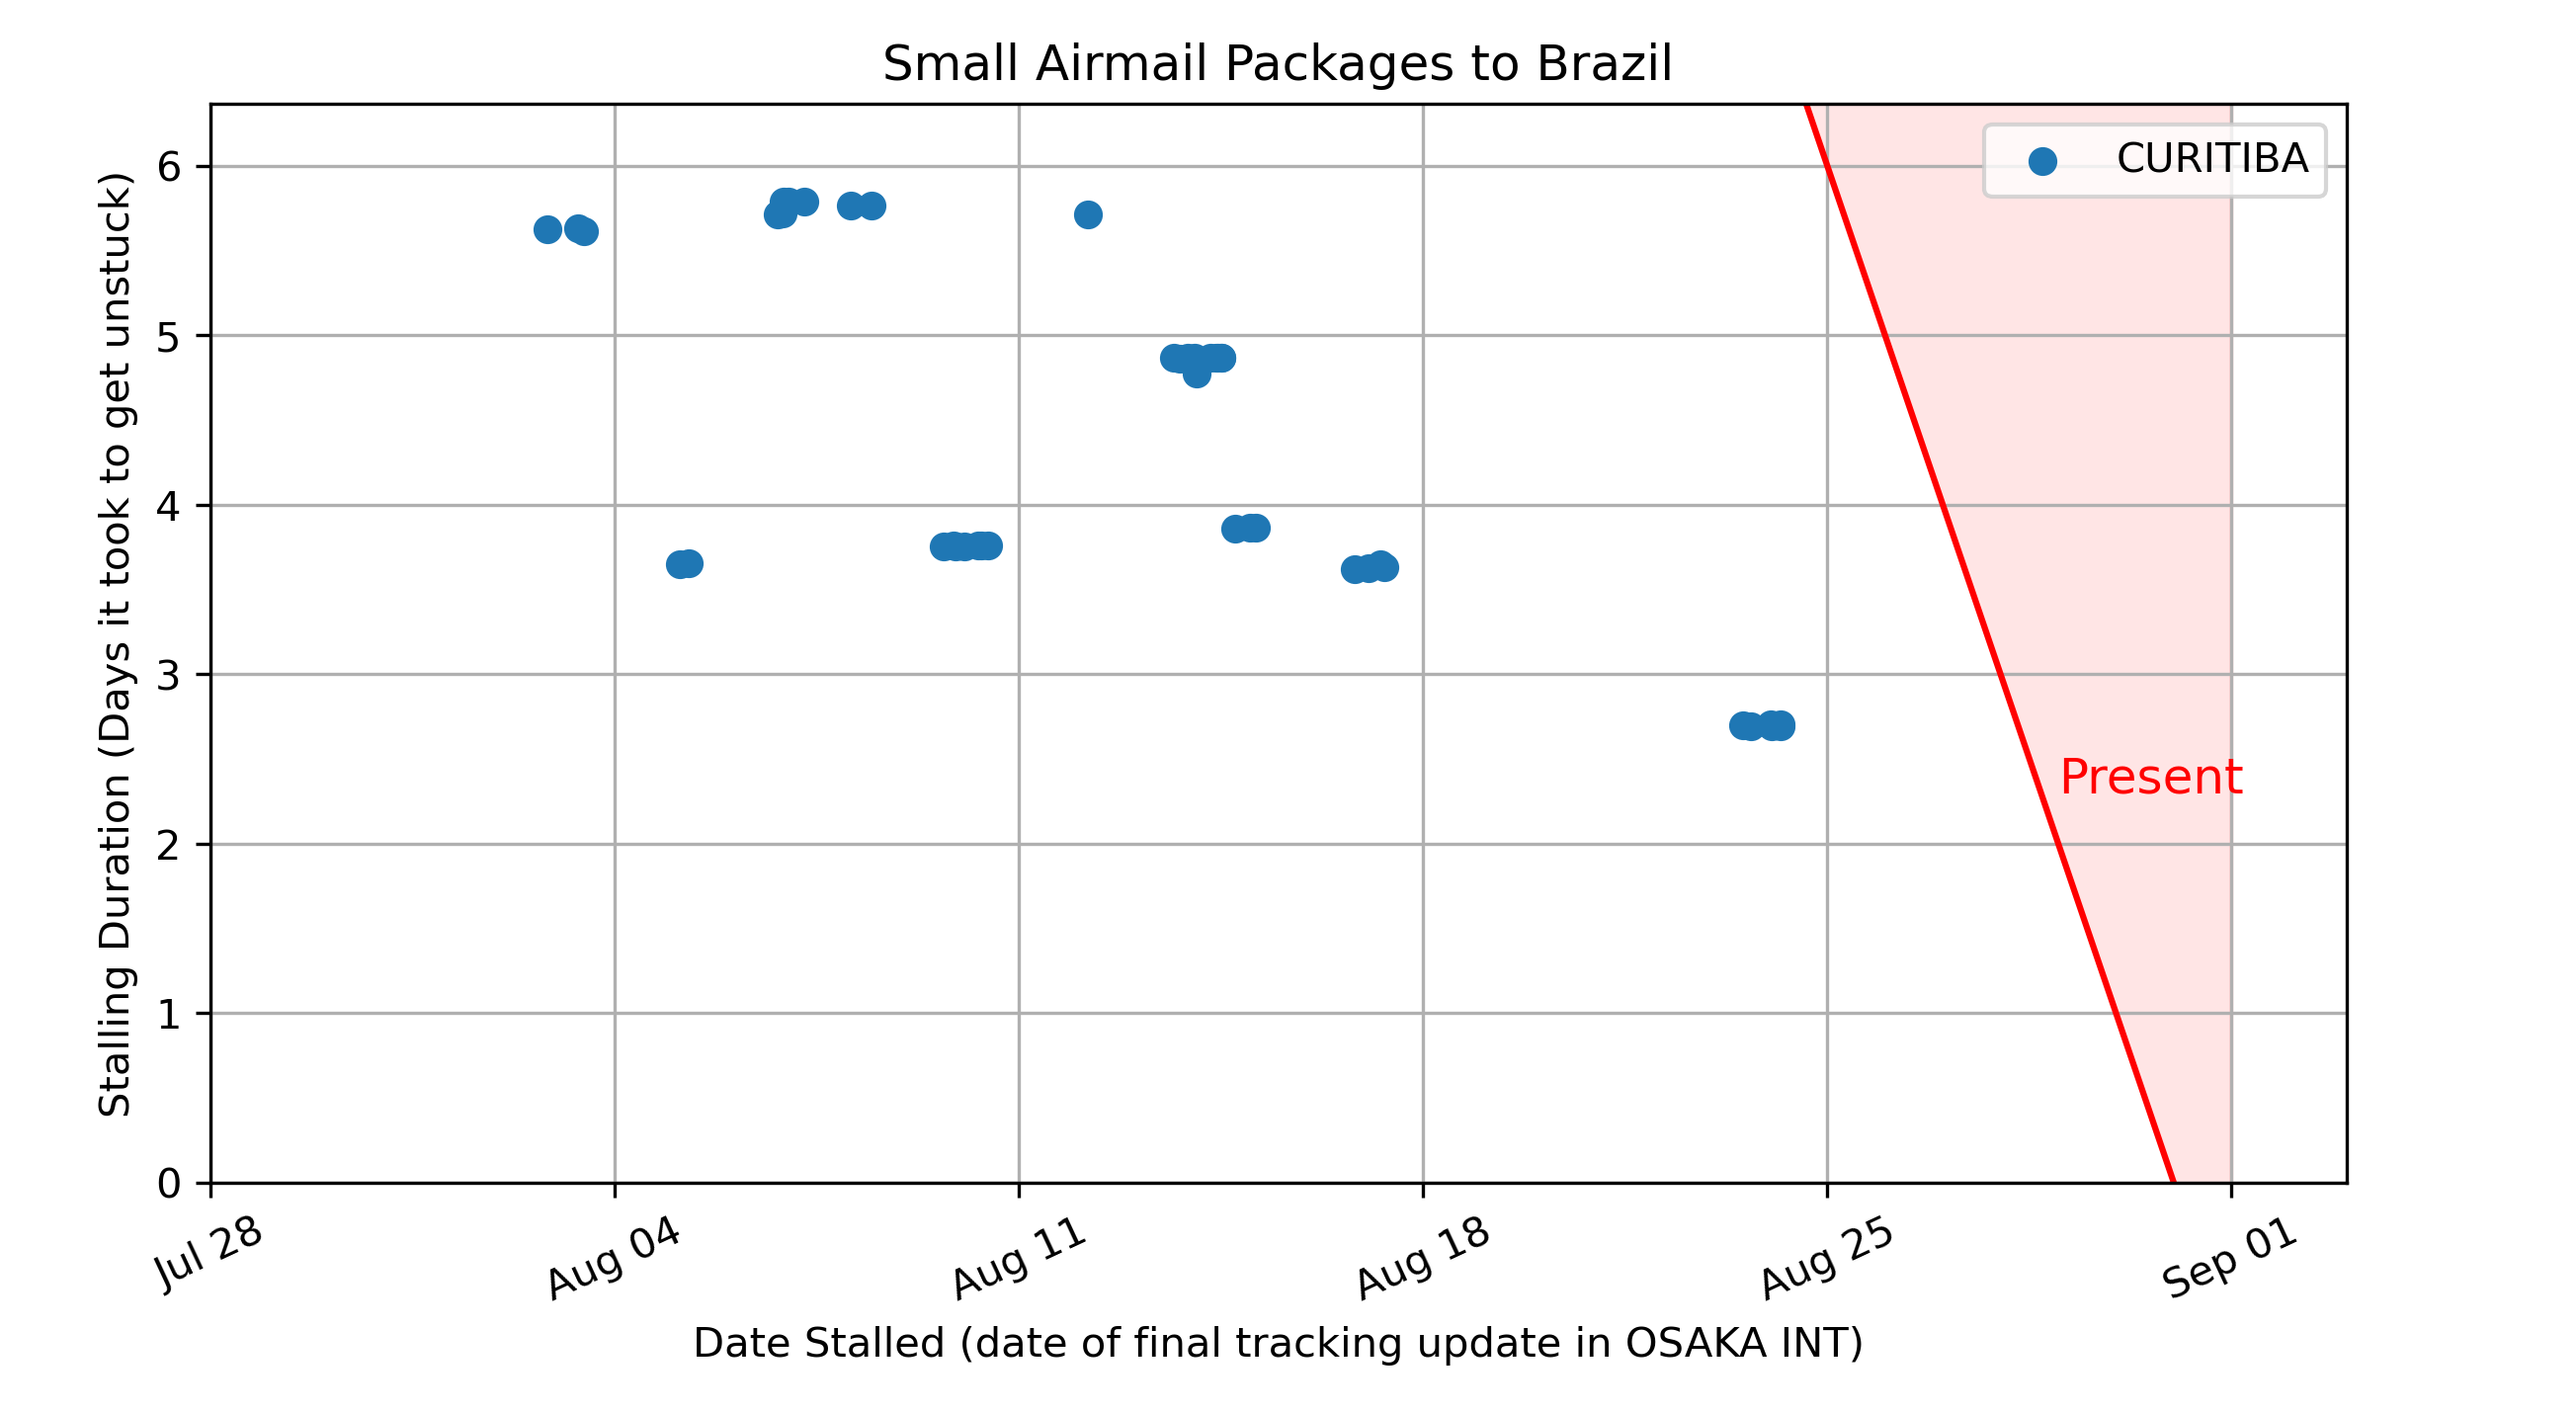 Small Airmail Packages to Brazil
CURITIBA
Present
Stalling Duration (Days it took to get unstuck)
6
5
4
3
2
1
0
Jul 28
Aug 04
Aug 11
Aug 18
Aug 25
Sep 01
Date Stalled (date of final tracking update in OSAKA INT)